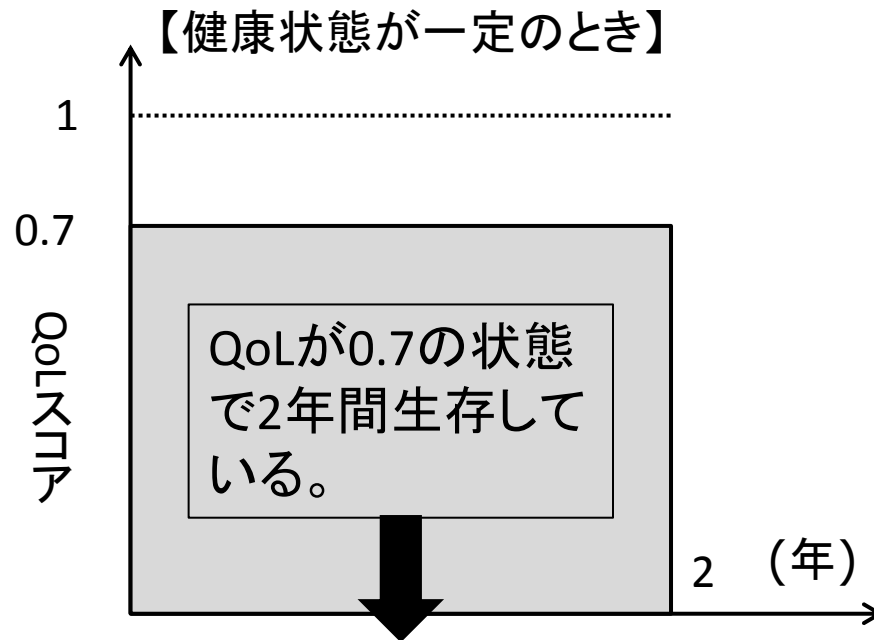 【健康状態が一定のとき】
1
0.7
QoLスコア
QoLが0.7の状態
で2年間生存して
いる。
2 (年)